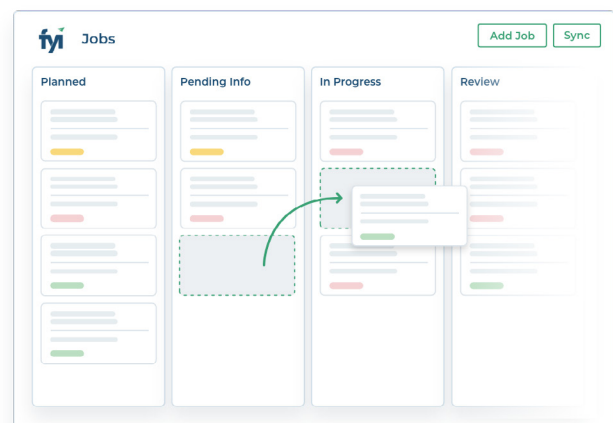 fyi Jobs
Add Job
Sync
Planned
Pending Info
In Progress
Review